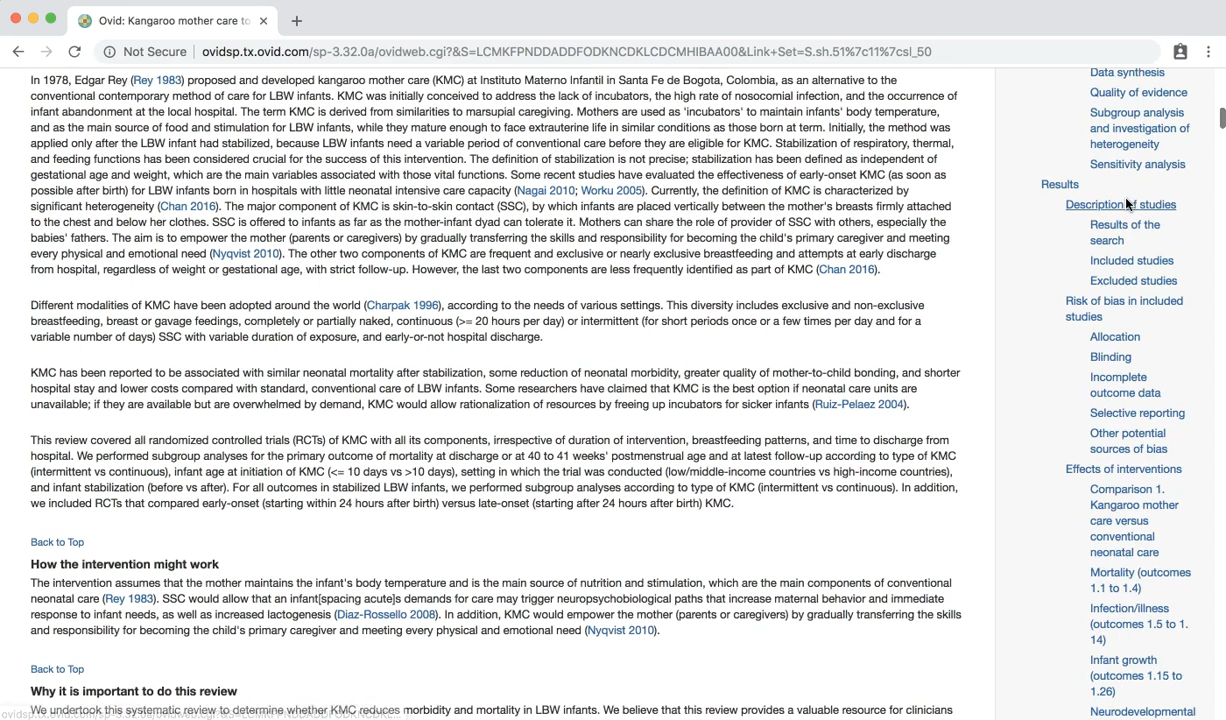 Ovid: Kangaroo mother care to
Not Secure
ovidsp.tx.ovid.com/sp-3.32.0a/ovidweb.cgi?&S=LCMKFPNDDADDFODKNCDKLCDCMHIBAA00&Link+Set=S.sh.51%7c11%7csl_50
In 1978, Edgar Rey (Rey 1983) proposed and developed kangaroo mother care (KMC) at Instituto Materno Infantil in Santa Fe de Bogota, Colombia, as an alternative to the
conventional contemporary method of care for LBW infants. KMC was initially conceived to address the lack of incubators, the high rate of nosocomial infection, and the occurrence of
infant abandonment at the local hospital. The term KMC is derived from similarities to marsupial caregiving. Mothers are used as 'incubators' to maintain infants' body temperature,
and as the main source of food and stimulation for LBW infants, while they mature enough to face extrauterine life in similar conditions as those born at term. Initially, the method was
applied only after the LBW infant had stabilized, because LBW infants need a variable period of conventional care before they are eligible for KMC. Stabilization of respiratory, thermal,
and feeding functions has been considered crucial for the success of this intervention. The definition of stabilization is not precise; stabilization has been defined as independent of
gestational age and weight, which are the main variables associated with those vital functions. Some recent studies have evaluated the effectiveness of early-onset KMC (as soon as
possible after birth) for LBW infants born in hospitals with little neonatal intensive care capacity (Nagai 2010; Worku 2005). Currently, the definition of KMC is characterized by
significant heterogeneity (Chan 2016). The major component of KMC is skin-to-skin contact (SSC), by which infants are placed vertically between the mother's breasts firmly attached
to the chest and below her clothes. SSC is offered to infants as far as the mother-infant dyad can tolerate it. Mothers can share the role of provider of SSC with others, especially the
babies' fathers. The aim is to empower the mother (parents or caregivers) by gradually transferring the skills and responsibility for becoming the child's primary caregiver and meeting
every physical and emotional need (Nyqvist 2010). The other two components of KMC are frequent and exclusive or nearly exclusive breastfeeding and attempts at early discharge
from hospital, regardless of weight or gestational age, with strict follow-up. However, the last two components are less frequently identified as part of KMC (Chan 2016).
Different modalities of KMC have been adopted around the world (Charpak 1996), according to the needs of various settings. This diversity includes exclusive and non-exclusive
breastfeeding, breast or gavage feedings, completely or partially naked, continuous (>= 20 hours per day) or intermittent (for short periods once or a few times per day and for a
variable number of days) SSC with variable duration of exposure, and early-or-not hospital discharge.
KMC has been reported to be associated with similar neonatal mortality after stabilization, some reduction of neonatal morbidity, greater quality of mother-to-child bonding, and shorter
hospital stay and lower costs compared with standard, conventional care of LBW infants. Some researchers have claimed that KMC is the best option if neonatal care units are
unavailable; if they are available but are overwhelmed by demand, KMC would allow rationalization of resources by freeing up incubators for sicker infants (Ruiz-Pelaez 2004).
This review covered all randomized controlled trials (RCTs) of KMC with all its components, irrespective of duration of intervention, breastfeeding patterns, and time to discharge from
hospital. We performed subgroup analyses for the primary outcome of mortality at discharge or at 40 to 41 weeks' postmenstrual age and at latest follow-up according to type of KMC
(intermittent vs continuous), infant age at initiation of KMC (<= 10 days vs >10 days), setting in which the trial was conducted (low/middle-income countries vs high-income countries),
and infant stabilization (before vs after). For all outcomes in stabilized LBW infants, we performed subgroup analyses according to type of KMC (intermittent vs continuous). In addition,
we included RCTs that compared early-onset (starting within 24 hours after birth) versus late-onset (starting after 24 hours after birth) KMC.
Back to Top
How the intervention might work
The intervention assumes that the mother maintains the infant's body temperature and is the main source of nutrition and stimulation, which are the main components of conventional
neonatal care (Rey 1983). SSC would allow that an infant[spacing acute]s demands for care may trigger neuropsychobiological paths that increase maternal behavior and immediate
response to infant needs, as well as increased lactogenesis (Diaz-Rossello 2008). In addition, KMC would empower the mother (parents or caregivers) by gradually transferring the skills
and responsibility for becoming the child's primary caregiver and meeting every physical and emotional need (Nyqvist 2010).
Back to Top
Why it is important to do this review
We undertook this systematic review to determine whether KMC reduces morbidity and mortality in LBW infants. We believe that this review provides a valuable resource for clinicians
Data synthesis
Quality of evidence
Subgroup analysis
and investigation of
heterogeneity
Sensitivity analysis
Results
Description of studies
Results of the
search
Included studies
Excluded studies
Risk of bias in included
studies
Allocation
Blinding
Incomplete
outcome data
Selective reporting
Other potential
sources of bias
Effects of interventions
Comparison 1.
Kangaroo mother
care versus
conventional
neonatal care
Mortality (outcomes
1.1 to 1.4)
Infection/illness
(outcomes 1.5 to 1.
14)
Infant growth
(outcomes 1.15 to
1.26)
Neurodevelopmental